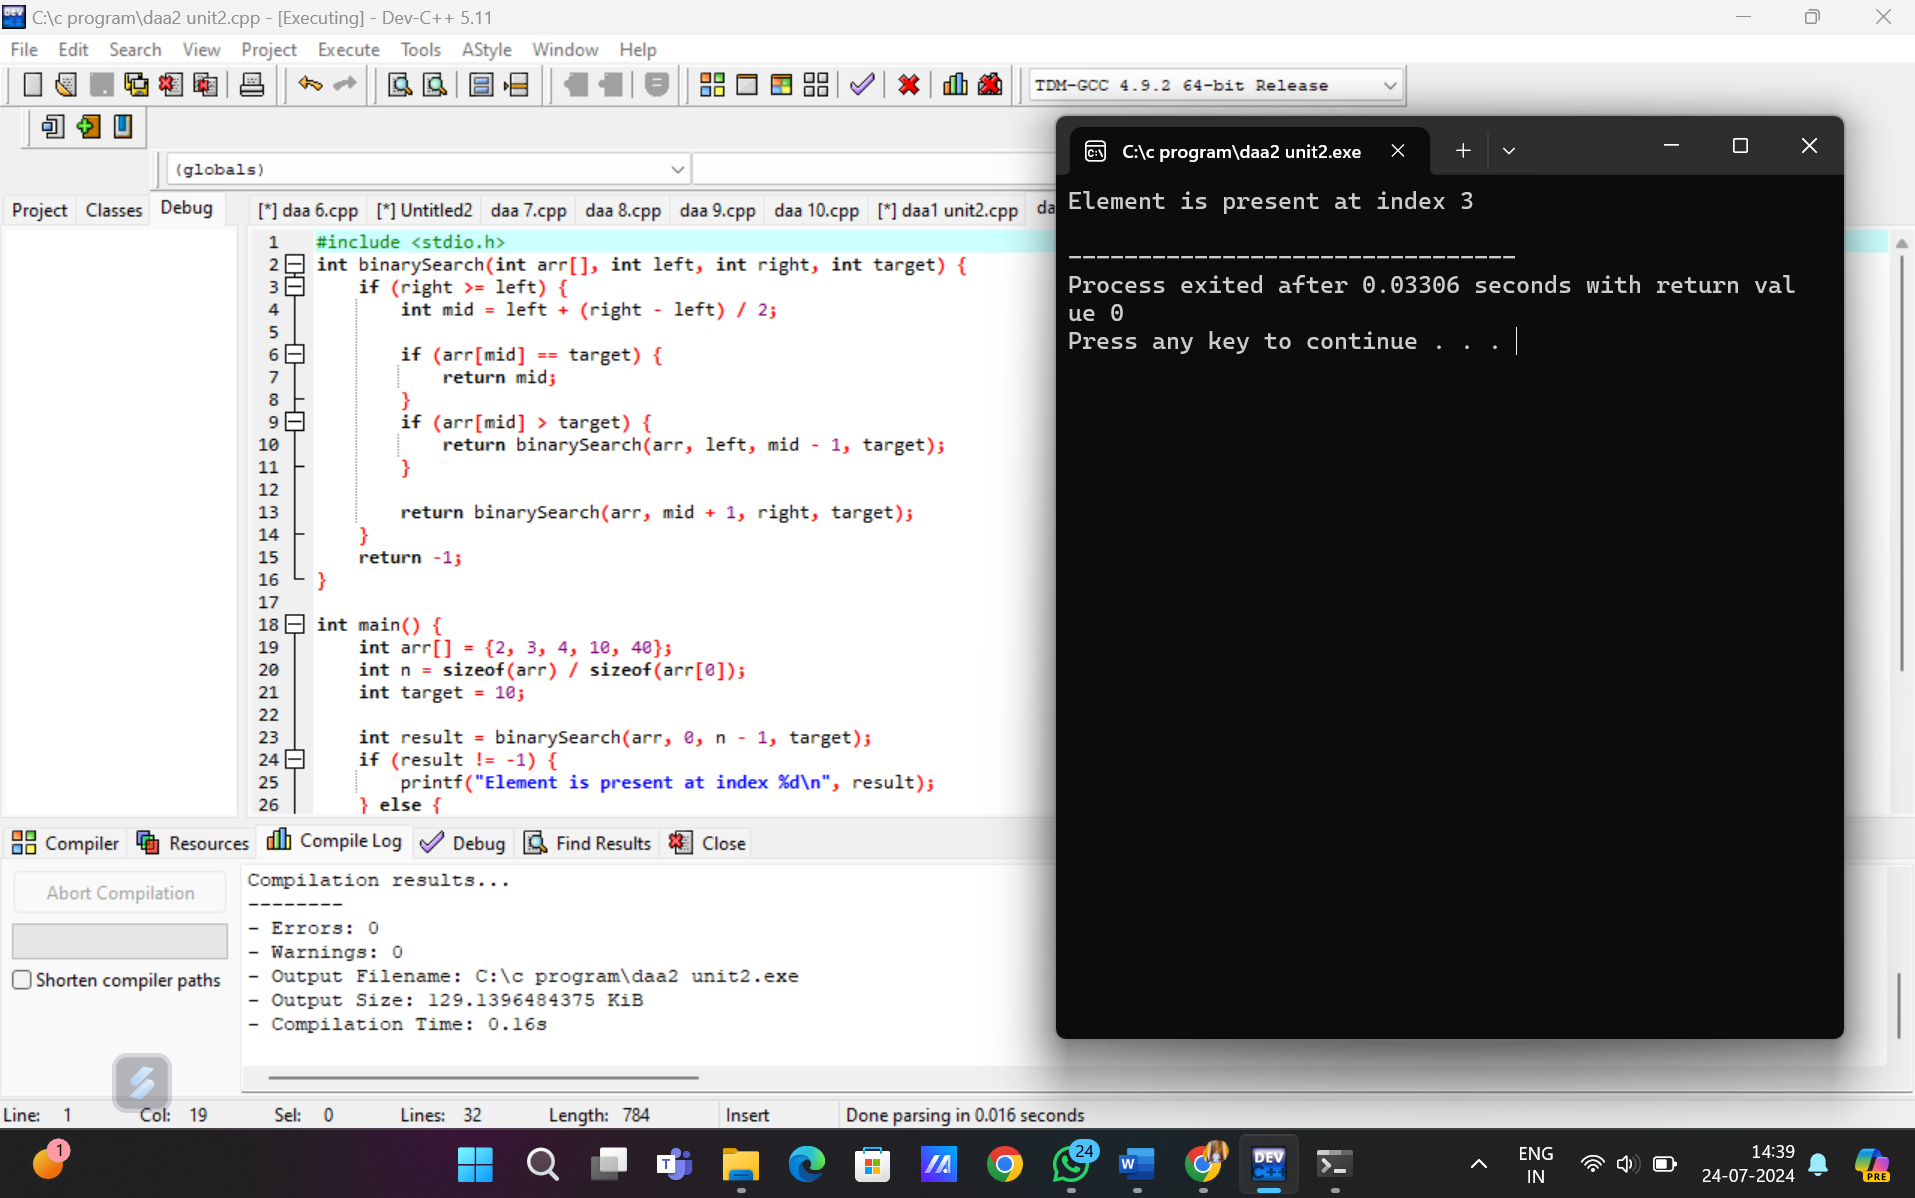 C:\c program\daa2 unit2.cpp - [Executing] - Dev-C++ 5.11
File Edit Search View Project Execute Tools AStyle Window Help
TDM-GCC 4.9.2 64-bit Release
(globals)
Project Classes Debug
[*] daa 6.cpp [*] Untitled2 daa 7.cpp daa 8.cpp daa 9.cpp daa 10.cpp [*] daa1 unit2.cpp da
1 #include <stdio.h>
2 int binarySearch(int arr[], int left, int right, int target) {
3 if (right >= left) {
4 int mid = left + (right - left) / 2;
5
6 if (arr[mid] == target) {
7 return mid;
8 }
9 if (arr[mid] > target) {
10 return binarySearch(arr, left, mid - 1, target);
11 }
12
13 return binarySearch(arr, mid + 1, right, target);
14 }
15 return -1;
16 }
17
18 int main() {
19 int arr[] = {2, 3, 4, 10, 40};
20 int n = sizeof(arr) / sizeof(arr[0]);
21 int target = 10;
22
23 int result = binarySearch(arr, 0, n - 1, target);
24 if (result != -1) {
25 printf("Element is present at index %d\n", result);
26 } else {
C:\c program\daa2 unit2.exe
Element is present at index 3
--------------------------------
Process exited after 0.03306 seconds with return val
ue 0
Press any key to continue . . .
Compiler Resources Compile Log Debug Find Results Close
Abort Compilation
Shorten compiler paths
Compilation results...
--------
- Errors: 0
- Warnings: 0
- Output Filename: C:\c program\daa2 unit2.exe
- Output Size: 129.1396484375 KiB
- Compilation Time: 0.16s
Line: 1 Col: 19 Sel: 0 Lines: 32 Length: 784 Insert Done parsing in 0.016 seconds
1
24
DEV
C++
ENG
IN
14:39
24-07-2024
PRE